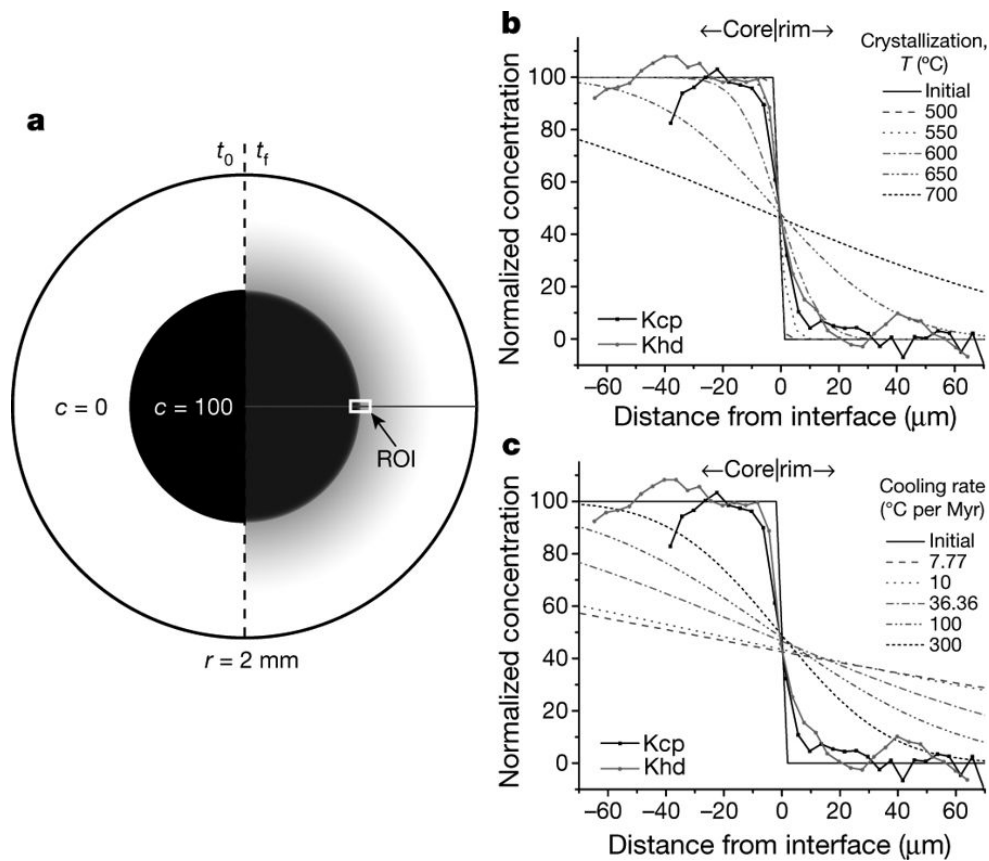 a
t0 tf
c = 0
c = 100
ROI
r = 2 mm
b
←Core|rim→
Crystallization,
T (ºC)
Initial
500
550
600
650
700
Kcp
Khd
Normalized concentration
100
80
60
40
20
0
−60 −40 −20 0 20 40 60
Distance from interface (μm)
c
←Core|rim→
Cooling rate
(°C per Myr)
Initial
7.77
10
36.36
100
300
Kcp
Khd
Normalized concentration
100
80
60
40
20
0
−60 −40 −20 0 20 40 60
Distance from interface (μm)